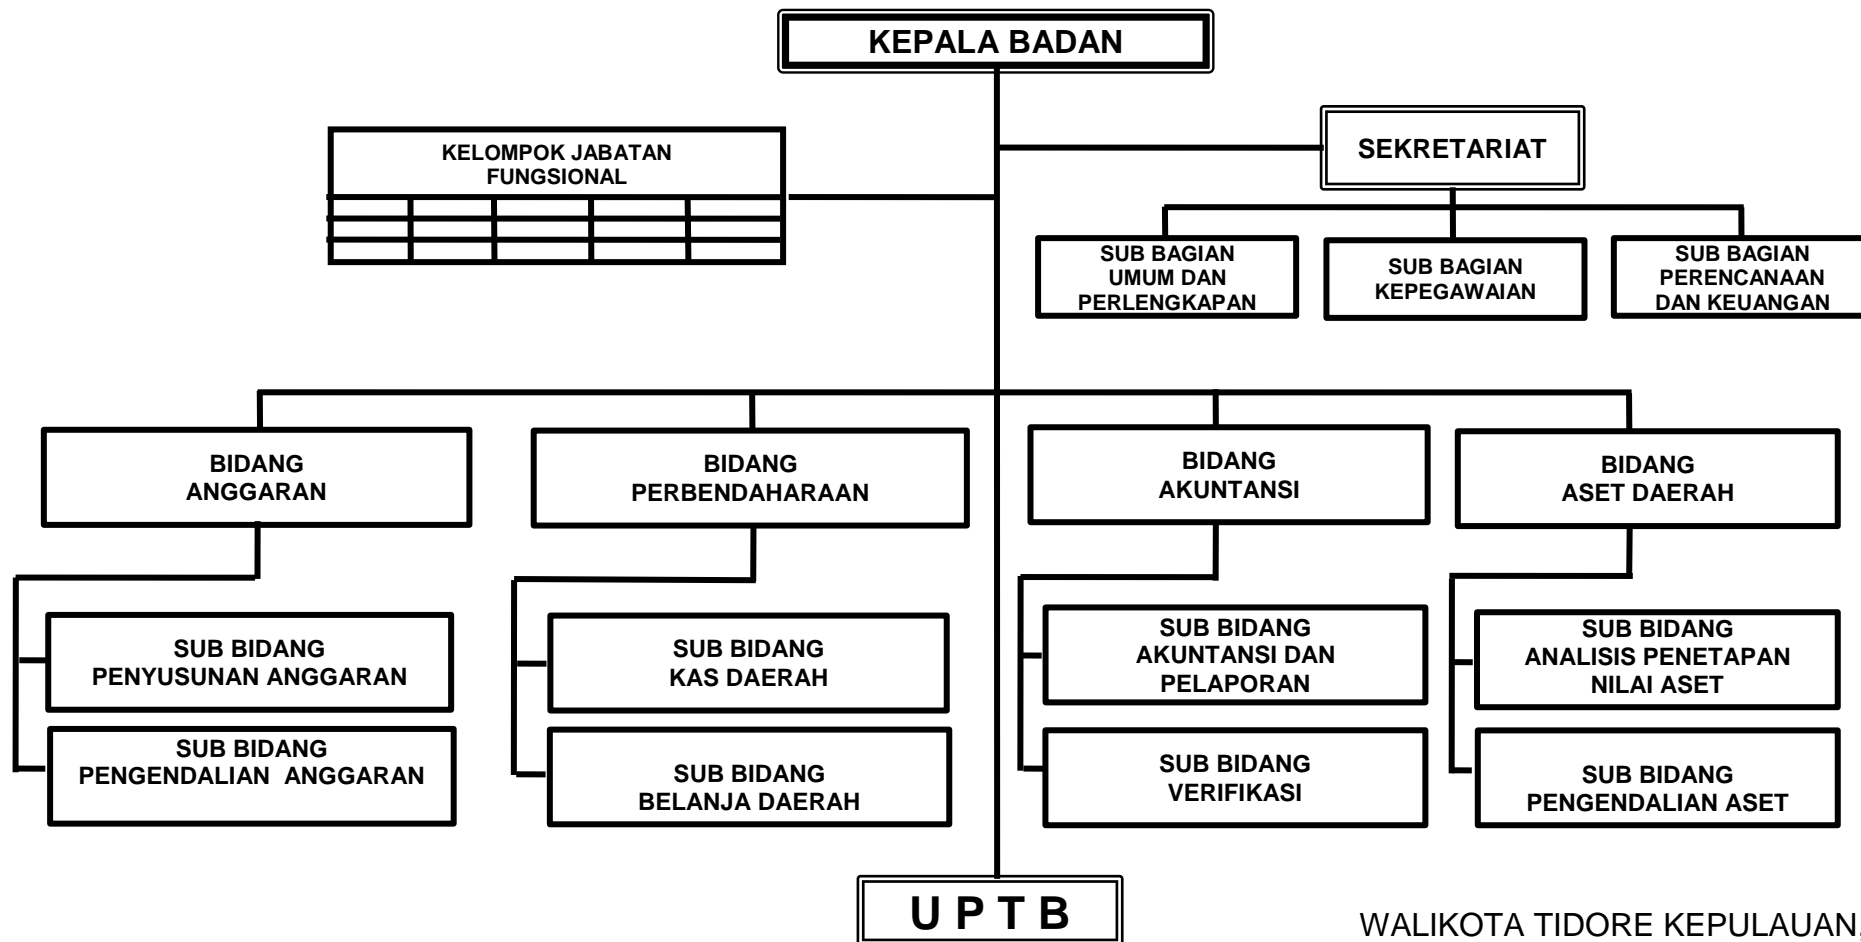 KEPALA BADAN
KELOMPOK JABATAN
FUNGSIONAL
SEKRETARIAT
SUB BAGIAN
UMUM DAN
PERLENGKAPAN
SUB BAGIAN
KEPEGAWAIAN
SUB BAGIAN
PERENCANAAN
DAN KEUANGAN
BIDANG
ANGGARAN
BIDANG
PERBENDAHARAAN
BIDANG
AKUNTANSI
BIDANG
ASET DAERAH
SUB BIDANG
PENYUSUNAN ANGGARAN
SUB BIDANG
KAS DAERAH
SUB BIDANG
AKUNTANSI DAN
PELAPORAN
SUB BIDANG
ANALISIS PENETAPAN
NILAI ASET
SUB BIDANG
PENGENDALIAN  ANGGARAN
SUB BIDANG
BELANJA DAERAH
SUB BIDANG
VERIFIKASI
SUB BIDANG
PENGENDALIAN ASET
U P T B
WALIKOTA TIDORE KEPULAUAN,